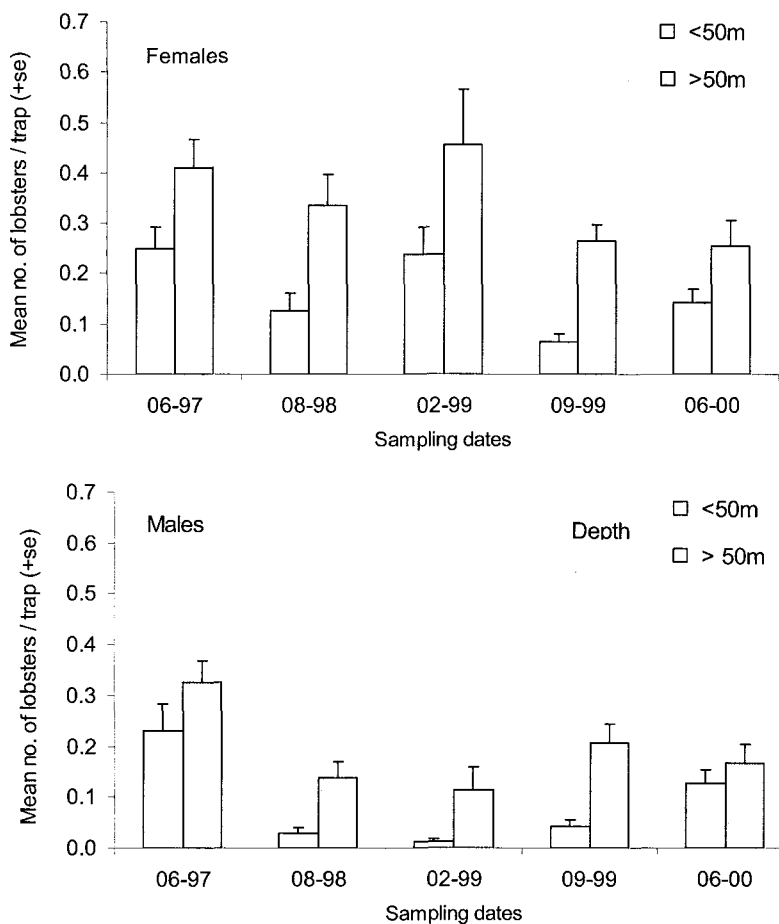 Females
<50m
>50m
Mean no. of lobsters / trap (+se)
0.7
0.6
0.5
0.4
0.3
0.2
0.1
0.0
06-97 08-98 02-99 09-99 06-00
Sampling dates
Males
Depth
<50m
> 50m
Mean no. of lobsters / trap (+se)
0.7
0.6
0.5
0.4
0.3
0.2
0.1
0.0
06-97 08-98 02-99 09-99 06-00
Sampling dates